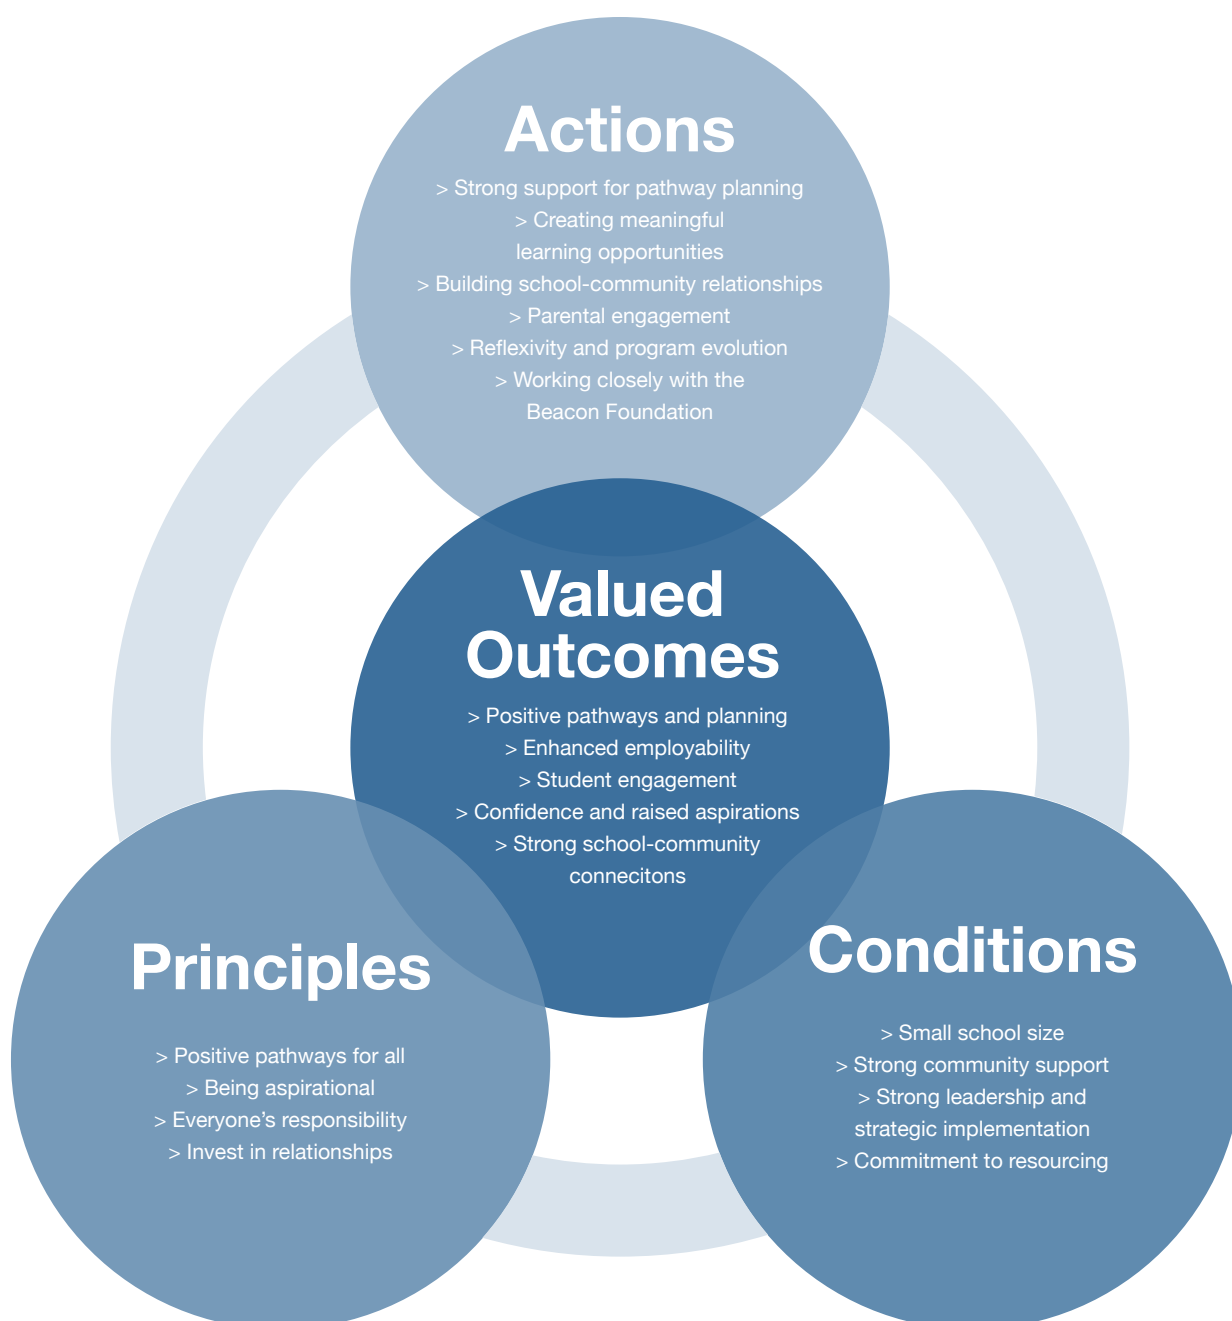 Actions
> Strong support for pathway planning
> Creating meaningful
learning opportunities
> Building school-community relationships
> Parental engagement
> Reflexivity and program evolution
> Working closely with the
Beacon Foundation
Valued
Outcomes
> Positive pathways and planning
> Enhanced employability
> Student engagement
> Confidence and raised aspirations
> Strong school-community
connecitons
Principles
> Positive pathways for all
> Being aspirational
> Everyone’s responsibility
> Invest in relationships
Conditions
> Small school size
> Strong community support
> Strong leadership and
strategic implementation
> Commitment to resourcing